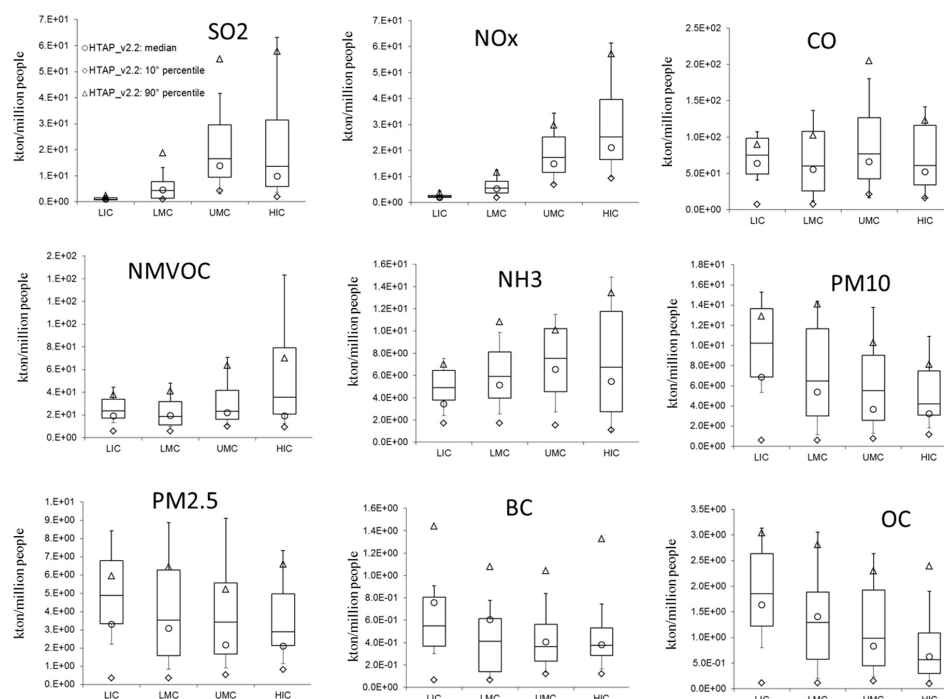 SO2
kton/million people
7.E+01
6.E+01
5.E+01
4.E+01
3.E+01
2.E+01
1.E+01
0.E+00
HTAP_v2.2: median
HTAP_v2.2: 10° percentile
HTAP_v2.2: 90° percentile
LIC LMC UMC HIC
NOx
kton/million people
7.E+01
6.E+01
5.E+01
4.E+01
3.E+01
2.E+01
1.E+01
0.E+00
LIC LMC UMC HIC
CO
kton/million people
2.5E+02
2.0E+02
1.5E+02
1.0E+02
5.0E+01
0.0E+00
LIC LMC UMC HIC
NMVOC
kton/million people
2.E+02
1.E+02
1.E+02
8.E+01
6.E+01
4.E+01
2.E+01
0.E+00
LIC LMC UMC HIC
NH3
kton/million people
1.6E+01
1.4E+01
1.2E+01
1.0E+01
8.0E+00
6.0E+00
4.0E+00
2.0E+00
0.0E+00
LIC LMC UMC HIC
PM10
kton/million people
1.6E+01
1.4E+01
1.2E+01
1.0E+01
8.0E+00
6.0E+00
4.0E+00
2.0E+00
0.0E+00
LIC LMC UMC HIC
PM2.5
kton/million people
1.E+01
9.E+00
8.E+00
7.E+00
6.E+00
5.E+00
4.E+00
3.E+00
2.E+00
1.E+00
0.E+00
LIC LMC UMC HIC
BC
kton/million people
1.6E+00
1.4E+00
1.2E+00
1.0E+00
8.0E-01
6.0E-01
4.0E-01
2.0E-01
0.0E+00
LIC LMC UMC HIC
OC
kton/million people
3.5E+00
3.0E+00
2.5E+00
2.0E+00
1.5E+00
1.0E+00
5.0E-01
0.0E+00
LIC LMC UMC HIC